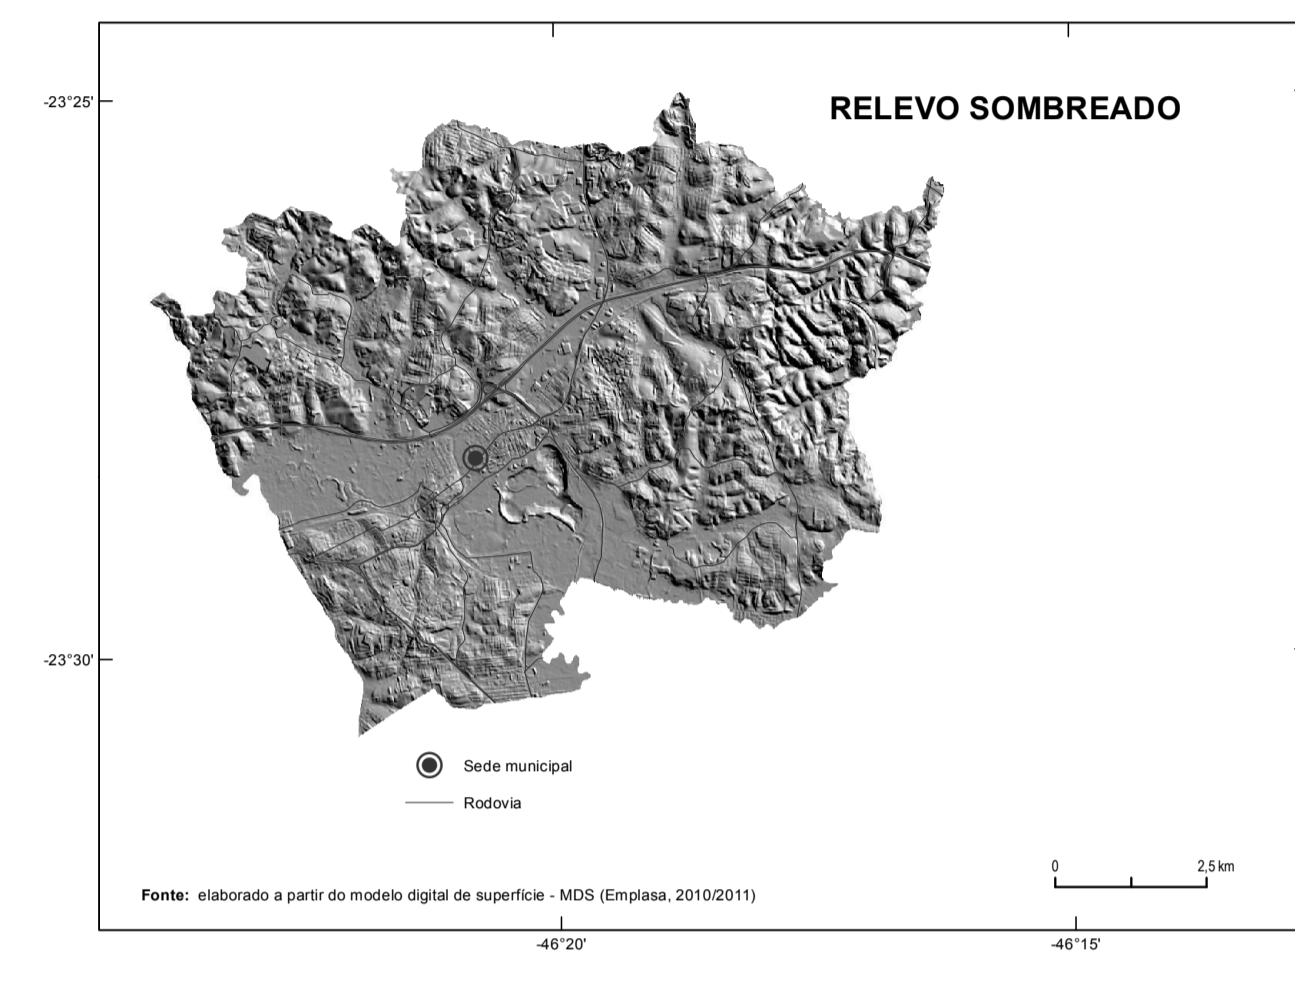 -23°25'
RELEVO SOMBREADO
-23°30'
Sede municipal
Rodovia
0 2,5 km
Fonte: elaborado a partir do modelo digital de superfície - MDS (Emplasa, 2010/2011)
-46°20' -46°15'